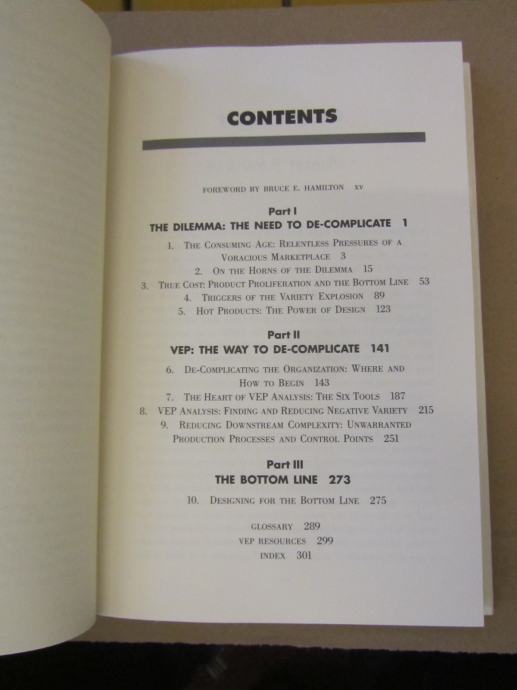 CONTENTS
FOREWORD BY BRUCE E. HAMILTON xv
Part I
THE DILEMMA: THE NEED TO DE-COMPLICATE 1
1. THE CONSUMING AGE: RELENTLESS PRESSURES OF A
VORACIOUS MARKETPLACE 3
2. ON THE HORNS OF THE DILEMMA 15
3. TRUE COST: PRODUCT PROLIFERATION AND THE BOTTOM LINE 53
4. TRIGGERS OF THE VARIETY EXPLOSION 89
5. HOT PRODUCTS: THE POWER OF DESIGN 123
Part II
VEP: THE WAY TO DE-COMPLICATE 141
6. DE-COMPLICATING THE ORGANIZATION: WHERE AND
HOW TO BEGIN 143
7. THE HEART OF VEP ANALYSIS: THE SIX TOOLS 187
8. VEP ANALYSIS: FINDING AND REDUCING NEGATIVE VARIETY 215
9. REDUCING DOWNSTREAM COMPLEXITY: UNWARRANTED
PRODUCTION PROCESSES AND CONTROL POINTS 251
Part III
THE BOTTOM LINE 273
10. DESIGNING FOR THE BOTTOM LINE 275
GLOSSARY 289
VEP RESOURCES 299
INDEX 301